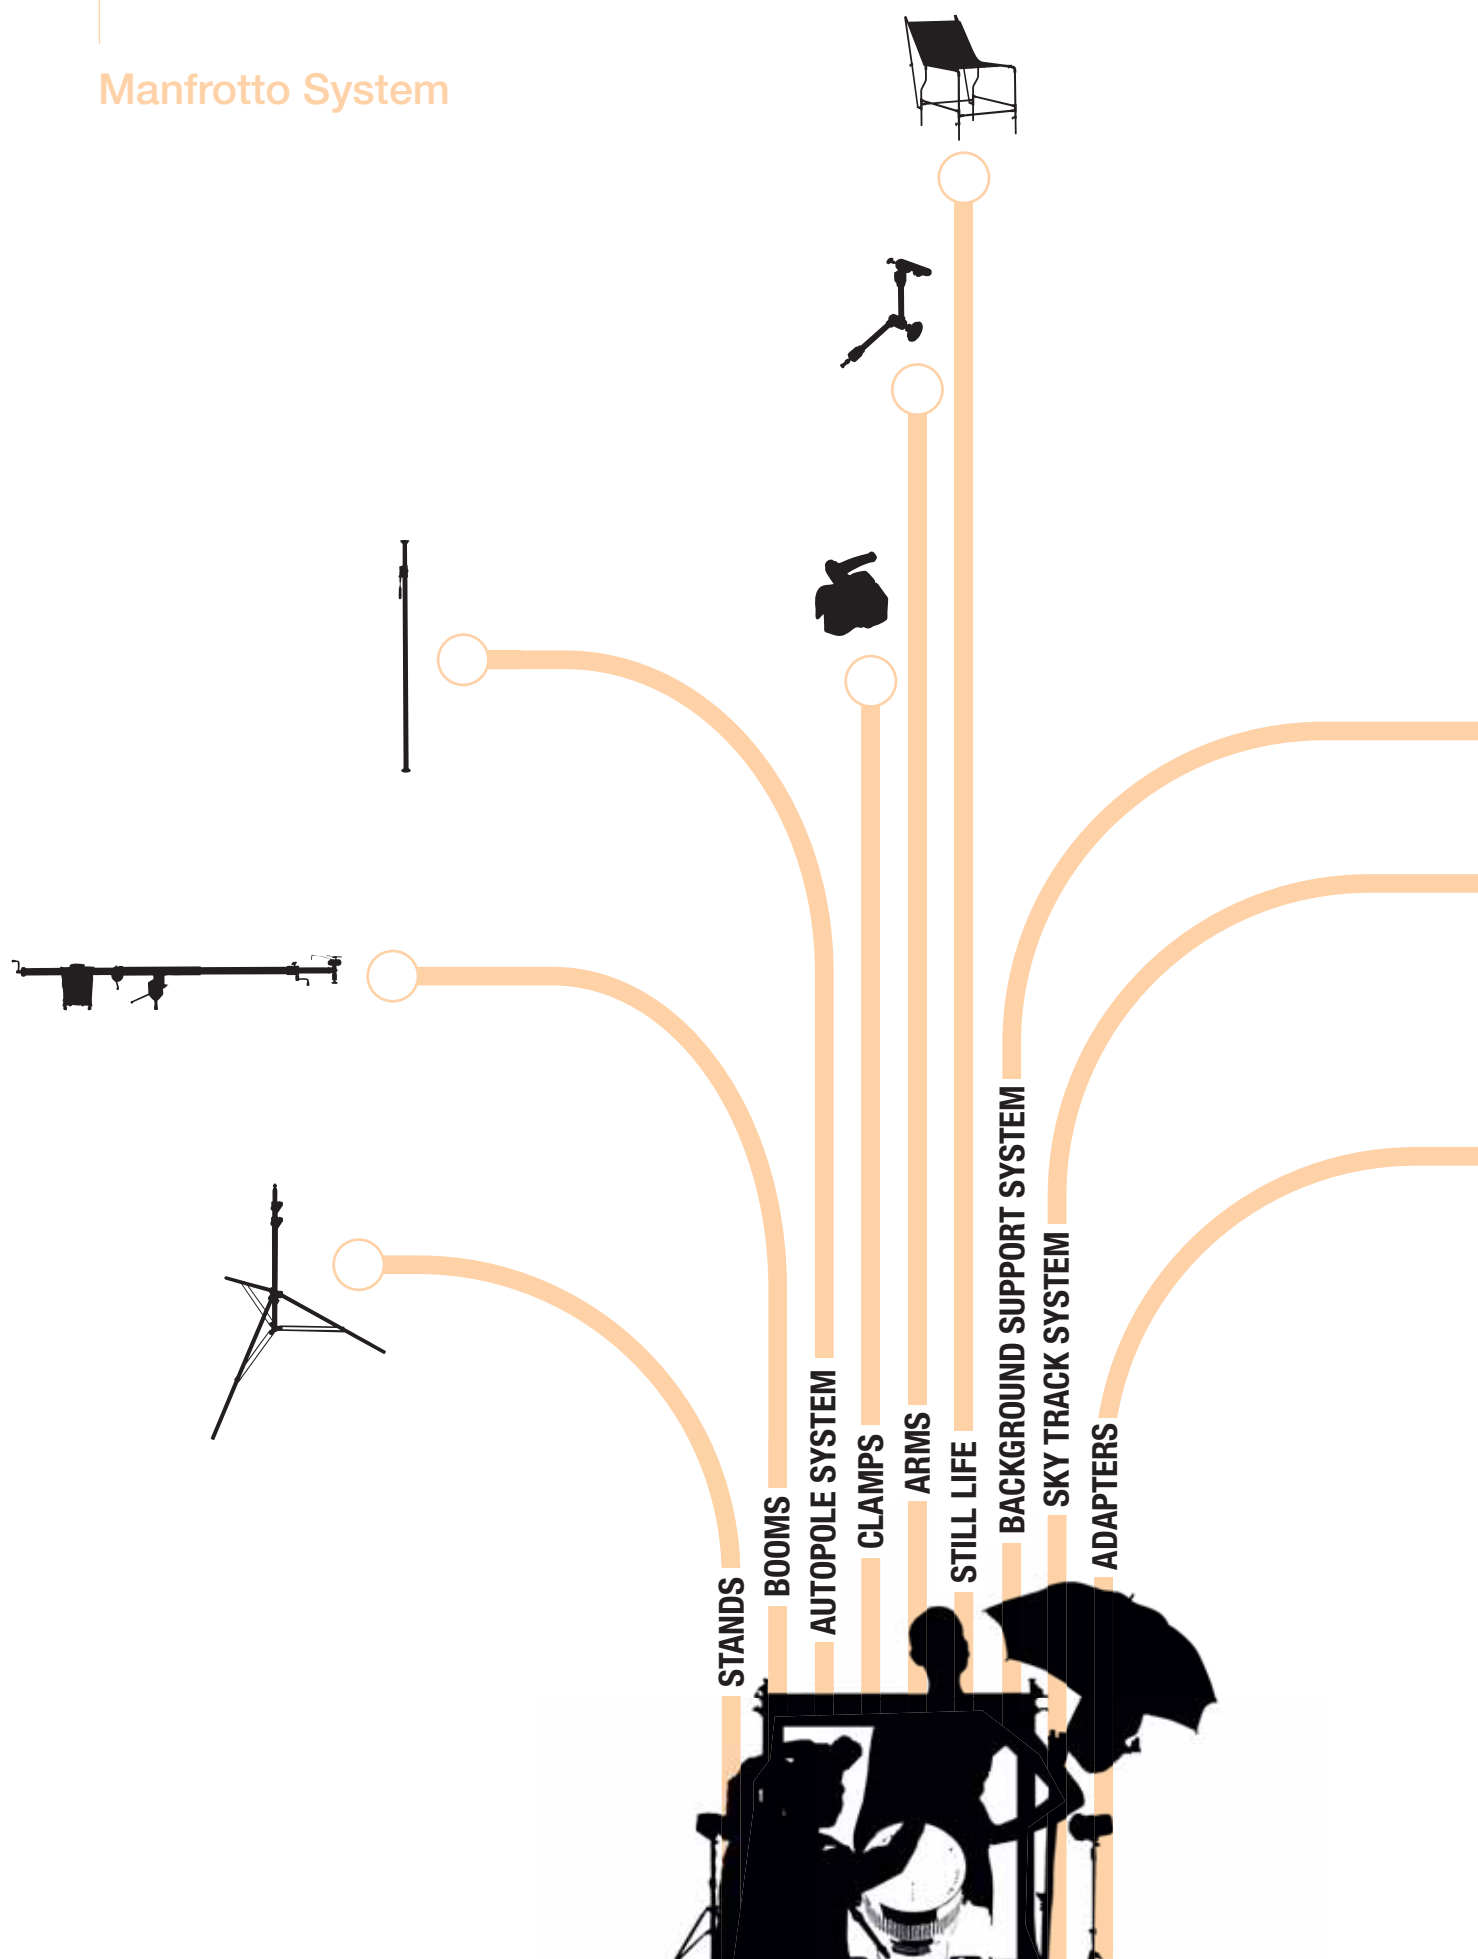 Manfrotto System
STANDS
BOOMS
AUTOPOLE SYSTEM
CLAMPS
ARMS
STILL LIFE
BACKGROUND SUPPORT SYSTEM
SKY TRACK SYSTEM
ADAPTERS